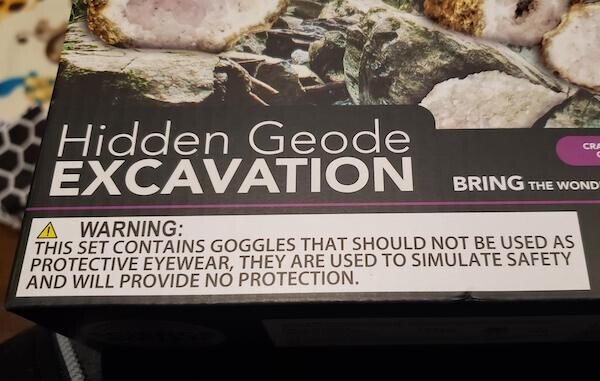 Hidden Geode
EXCAVATION
BRING THE
WARNING:
THIS SET CONTAINS GOGGLES THAT SHOULD NOT BE USED AS
PROTECTIVE EYEWEAR, THEY ARE USED TO SIMULATE SAFETY
AND WILL PROVIDE NO PROTECTION.